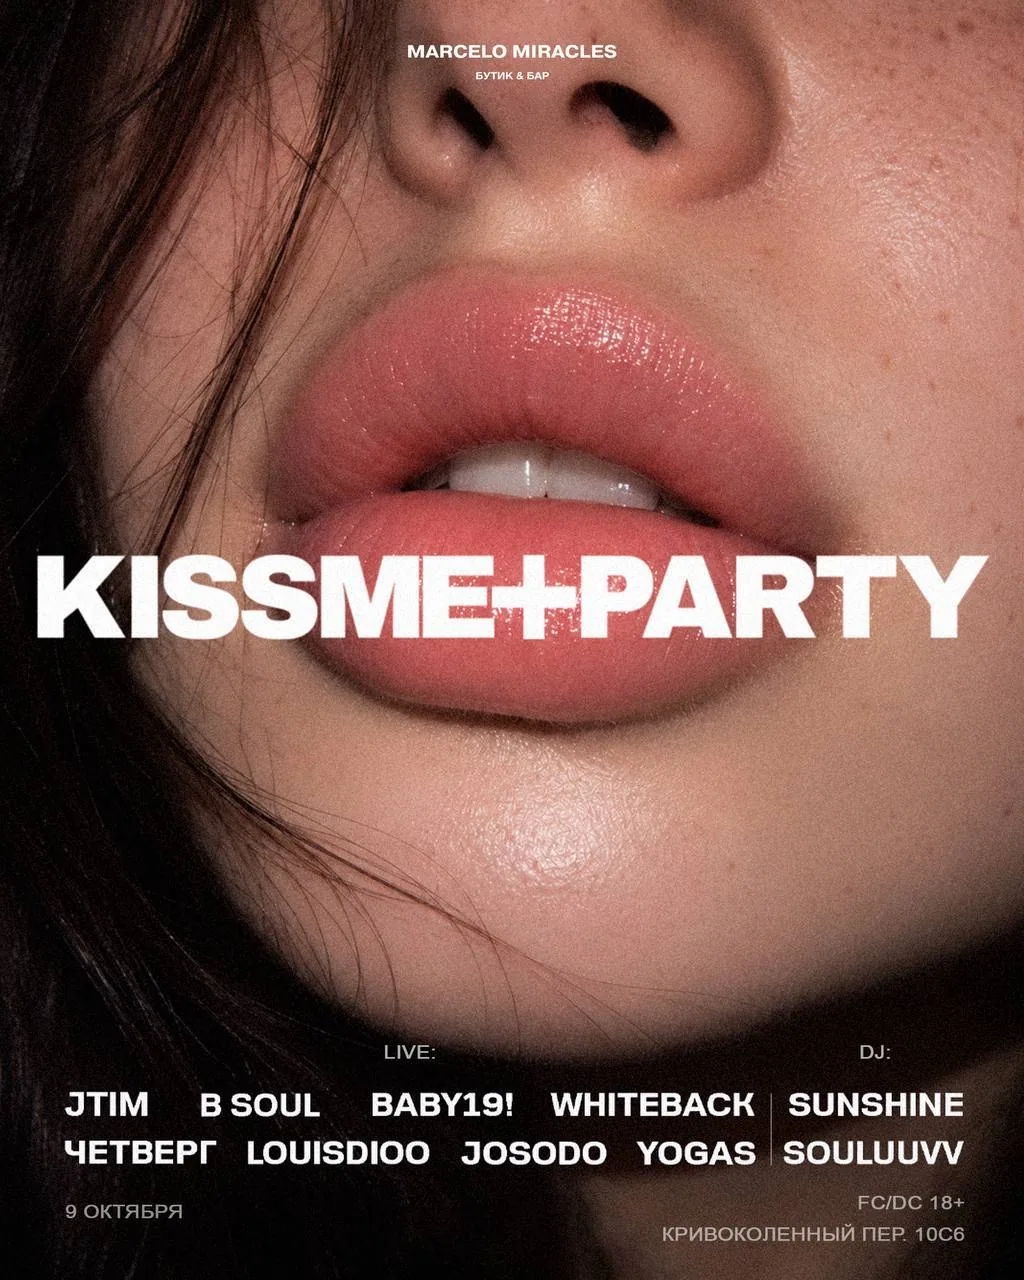 MARCELO MIRACLES
БУТИК & БАР
KISSME+PARTY
LIVE: DJ:
JTIM B SOUL BABY19! WHITEBACK SUNSHINE
ЧЕТВЕРГ LOUISDIOO JOSODO YOGAS SOULUUVV
9 ОКТЯБРЯ
FC/DC 18+
КРИВОКОЛЕННЫЙ ПЕР. 10С6